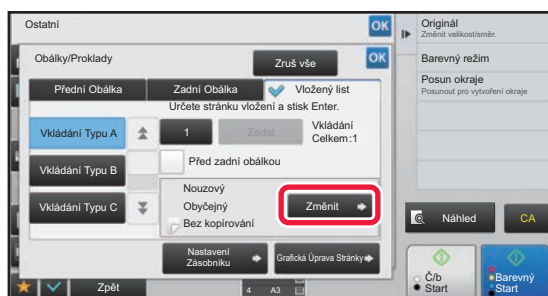 Ostatní
OK
Obálky/Proklady
Zruš vše
OK
Přední Obálka
Zadní Obálka
Vložený list
Určete stránku vložení a stisk Enter.
Vkládání Typu A
1
Zadat
Vkládání
Celkem:1
Vkládání Typu B
Před zadní obálkou
Vkládání Typu C
Nouzový
Obyčejný
Bez kopírování
Změnit
Nastavení
Zásobníku
Grafická Úprava Stránky
Zpět
4
A3
Originál
Změnit velikost/směr.
Barevný režim
Posun okraje
Posunout pro vytvoření okraje
Náhled
CA
Č/b
Start
Barevný
Start